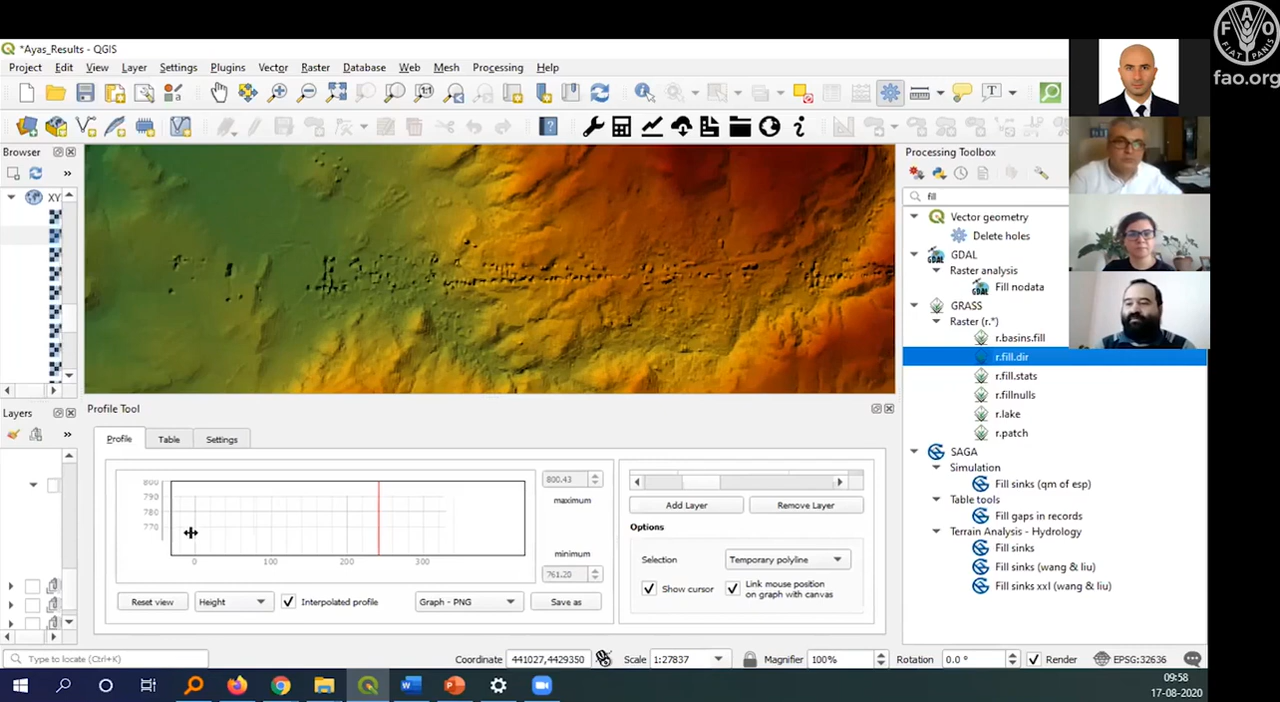 FAO
FIAT PANIS
fao.org
*Ayas_Results - QGIS
Project Edit View Layer Settings Plugins Vector Raster Database Web Mesh Processing Help
Browser
XY
Processing Toolbox
fill
Vector geometry
Delete holes
GDAL
Raster analysis
Fill nodata
GRASS
Raster (r.*)
r.basins.fill
r.fill.dir
r.fill.stats
r.fillnulls
r.lake
r.patch
SAGA
Simulation
Fill sinks (qm of esp)
Table tools
Fill gaps in records
Terrain Analysis - Hydrology
Fill sinks
Fill sinks (wang & liu)
Fill sinks xxl (wang & liu)
Layers
Profile Tool
Profile Table Settings
800
790
780
770
0 100 200 300
800.43
maximum
minimum
761.20
Reset view Height Interpolated profile Graph - PNG Save as
Add Layer Remove Layer
Options
Selection Temporary polyline
Show cursor Link mouse position on graph with canvas
Type to locate (Ctrl+K)
Coordinate 441027,4429350 Scale 1:27837 Magnifier 100% Rotation 0.0 ° Render EPSG:32636
09:58
17-08-2020